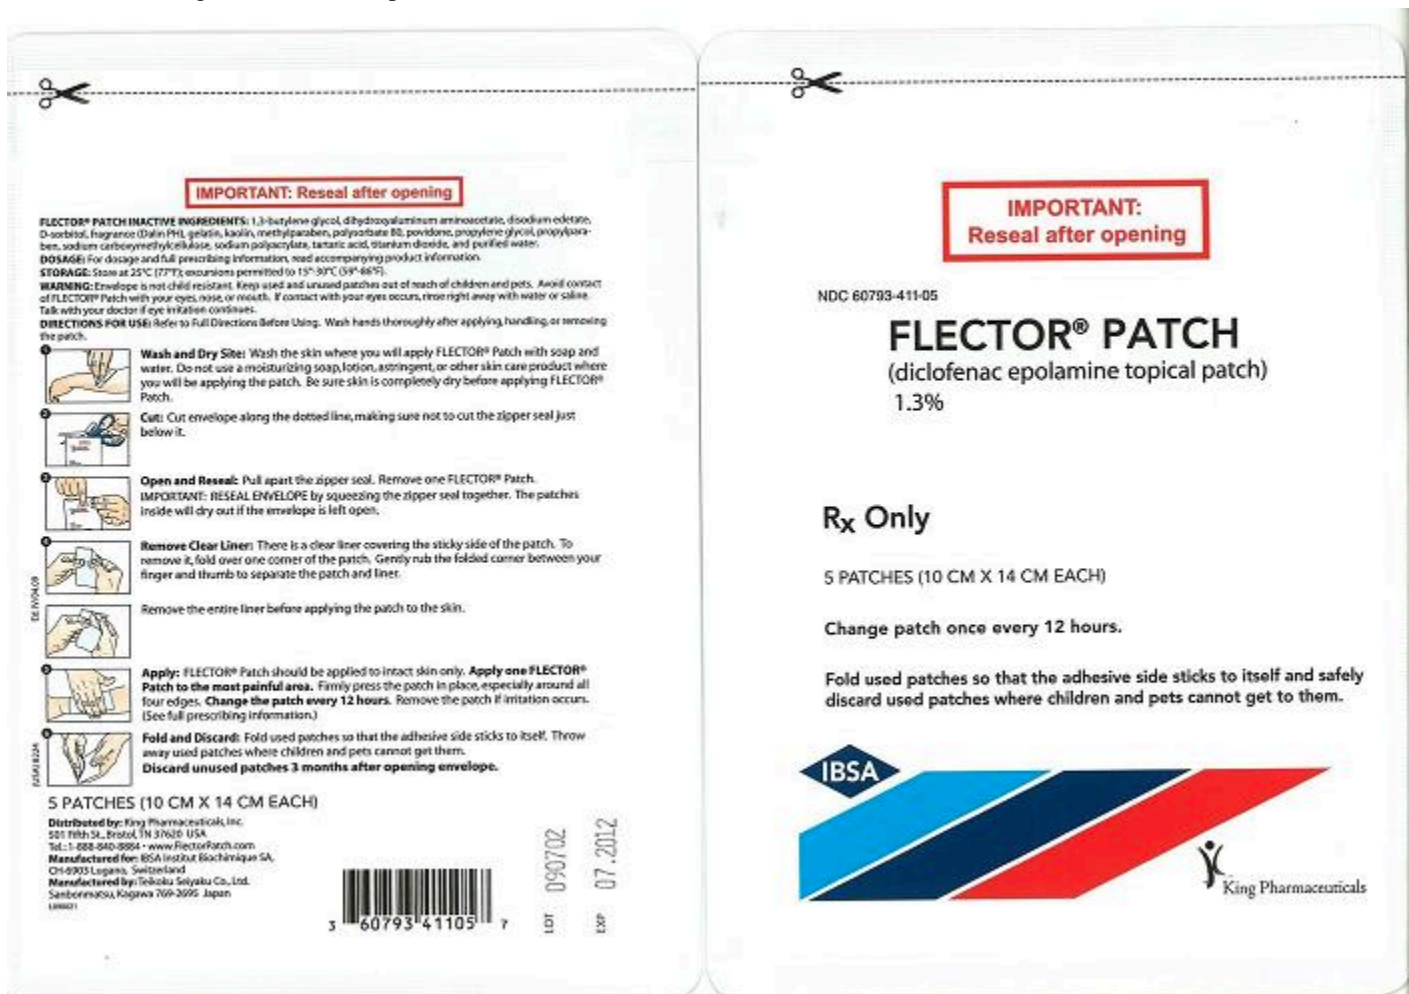 IMPORTANT: Reseal after opening
FLECTOR® PATCH INACTIVE INGREDIENTS: 1,3-butylene glycol, dihydroxyaluminum aminoacetate, disodium edetate,
D-sorbitol, fragrance (Dalin PH), gelatin, kaolin, methylparaben, polysorbate 80, povidone, propylene glycol, propylpara-
ben, sodium carboxymethylcellulose, sodium polyacrylate, tartaric acid, titanium dioxide, and purified water.
DOSAGE: For dosage and full prescribing information, read accompanying product information.
STORAGE: Store at 25°C (77°F); excursions permitted to 15°-30°C (59°-86°F).
WARNING: Envelope is not child resistant. Keep used and unused patches out of reach of children and pets. Avoid contact
of FLECTOR® Patch with your eyes, nose, or mouth. If contact with your eyes occurs, rinse right away with water or saline.
Talk with your doctor if eye irritation continues.
DIRECTIONS FOR USE: Refer to Full Directions Before Using. Wash hands thoroughly after applying, handling, or removing
the patch.
1
Wash and Dry Site: Wash the skin where you will apply FLECTOR® Patch with soap and
water. Do not use a moisturizing soap, lotion, astringent, or other skin care product where
you will be applying the patch. Be sure skin is completely dry before applying FLECTOR®
Patch.
2
Cut: Cut envelope along the dotted line, making sure not to cut the zipper seal just
below it.
3
Open and Reseal: Pull apart the zipper seal. Remove one FLECTOR® Patch.
IMPORTANT: RESEAL ENVELOPE by squeezing the zipper seal together. The patches
inside will dry out if the envelope is left open.
4
Remove Clear Liner: There is a clear liner covering the sticky side of the patch. To
remove it, fold over one corner of the patch. Gently rub the folded corner between your
finger and thumb to separate the patch and liner.
Remove the entire liner before applying the patch to the skin.
5
Apply: FLECTOR® Patch should be applied to intact skin only. Apply one FLECTOR®
Patch to the most painful area. Firmly press the patch in place, especially around all
four edges. Change the patch every 12 hours. Remove the patch if irritation occurs.
(See full prescribing information.)
6
Fold and Discard: Fold used patches so that the adhesive side sticks to itself. Throw
away used patches where children and pets cannot get them.
Discard unused patches 3 months after opening envelope.
5 PATCHES (10 CM X 14 CM EACH)
Distributed by: King Pharmaceuticals, Inc.
501 Fifth St., Bristol, TN 37620 USA
Tel.: 1-888-840-8884 • www.FlectorPatch.com
Manufactured for: IBSA Institut Biochimique SA,
CH-6903 Lugano, Switzerland
Manufactured by: Teikoku Seiyaku Co., Ltd.
Sanbonmatsu, Kagawa 769-2695 Japan
3 60793 41105 7
LOT 090702
EXP 07.2012
IMPORTANT:
Reseal after opening
NDC 60793-411-05
FLECTOR® PATCH
(diclofenac epolamine topical patch)
1.3%
Rx Only
5 PATCHES (10 CM X 14 CM EACH)
Change patch once every 12 hours.
Fold used patches so that the adhesive side sticks to itself and safely
discard used patches where children and pets cannot get to them.
IBSA
King Pharmaceuticals